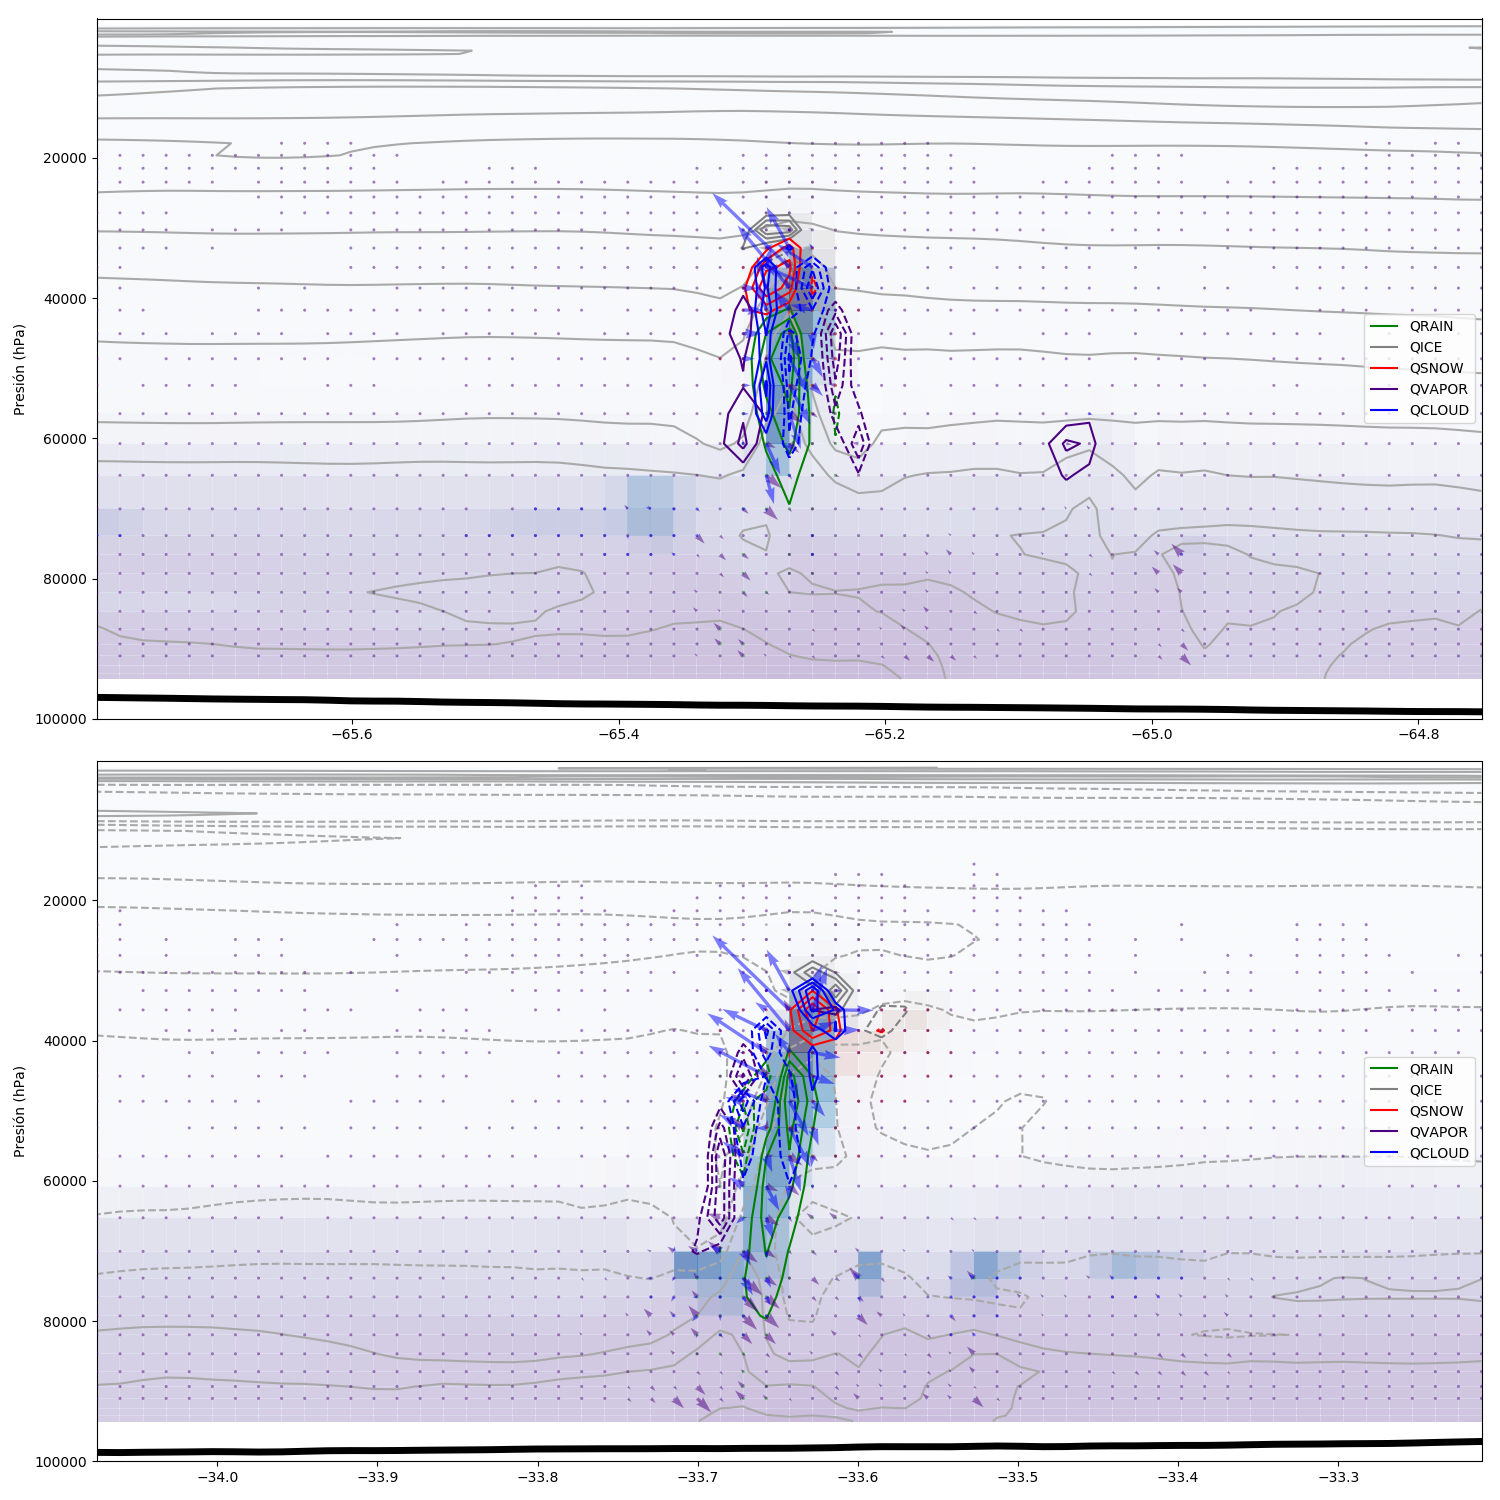 20000
40000
60000
80000
100000
Presión (hPa)
QRAIN
QICE
QSNOW
QVAPOR
QCLOUD
−65.6 −65.4 −65.2 −65.0 −64.8
20000
40000
60000
80000
100000
Presión (hPa)
QRAIN
QICE
QSNOW
QVAPOR
QCLOUD
−34.0 −33.9 −33.8 −33.7 −33.6 −33.5 −33.4 −33.3